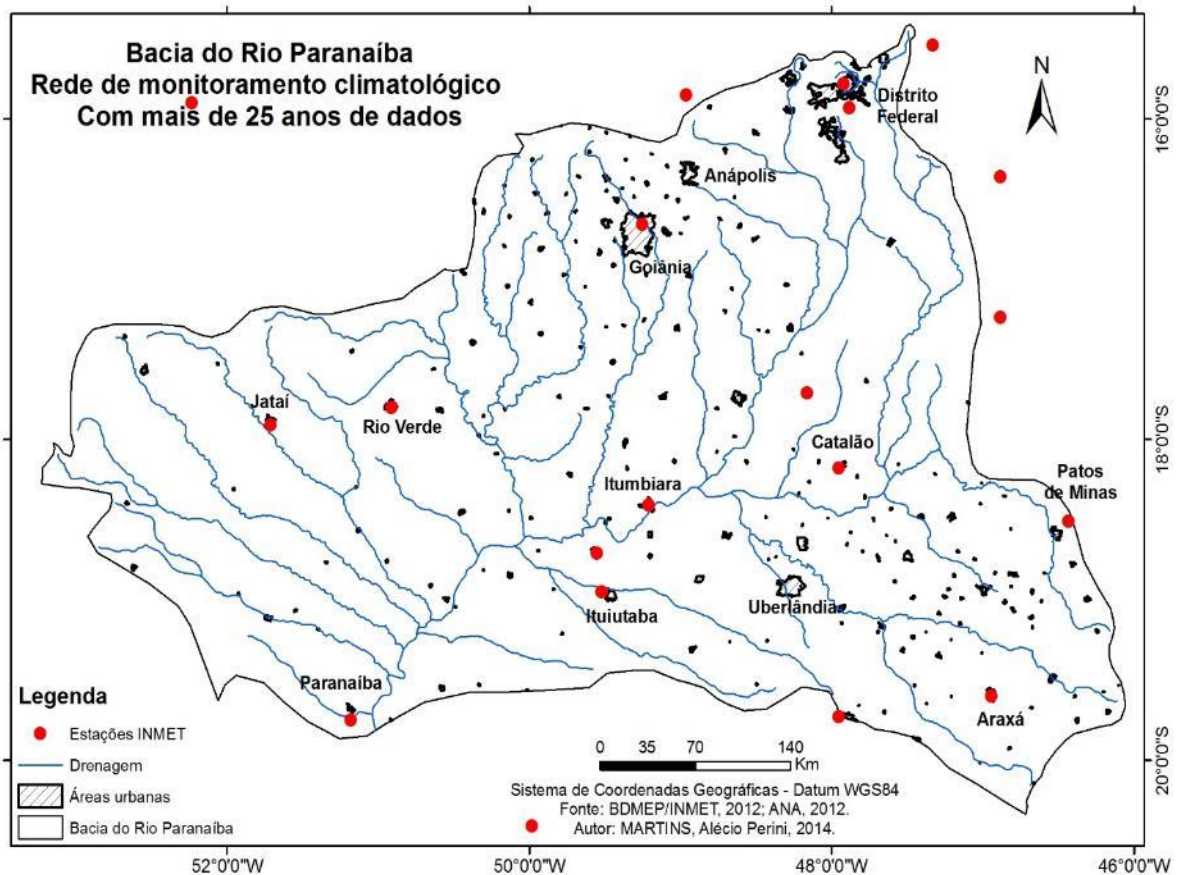 Bacia do Rio Paranaíba
Rede de monitoramento climatológico
Com mais de 25 anos de dados
N
Distrito
Federal
16°0'0"S
Anápolis
Goiânia
Jataí
Rio Verde
Catalão
18°0'0"S
Itumbiara
Patos
de Minas
Ituiutaba
Uberlândia
Paranaíba
Araxá
Legenda
Estações INMET
Drenagem
Áreas urbanas
Bacia do Rio Paranaíba
0 35 70 140
Km
20°0'0"S
Sistema de Coordenadas Geográficas - Datum WGS84
Fonte: BDMEP/INMET, 2012; ANA, 2012.
Autor: MARTINS, Alécio Perini, 2014.
52°0'0"W 50°0'0"W 48°0'0"W 46°0'0"W